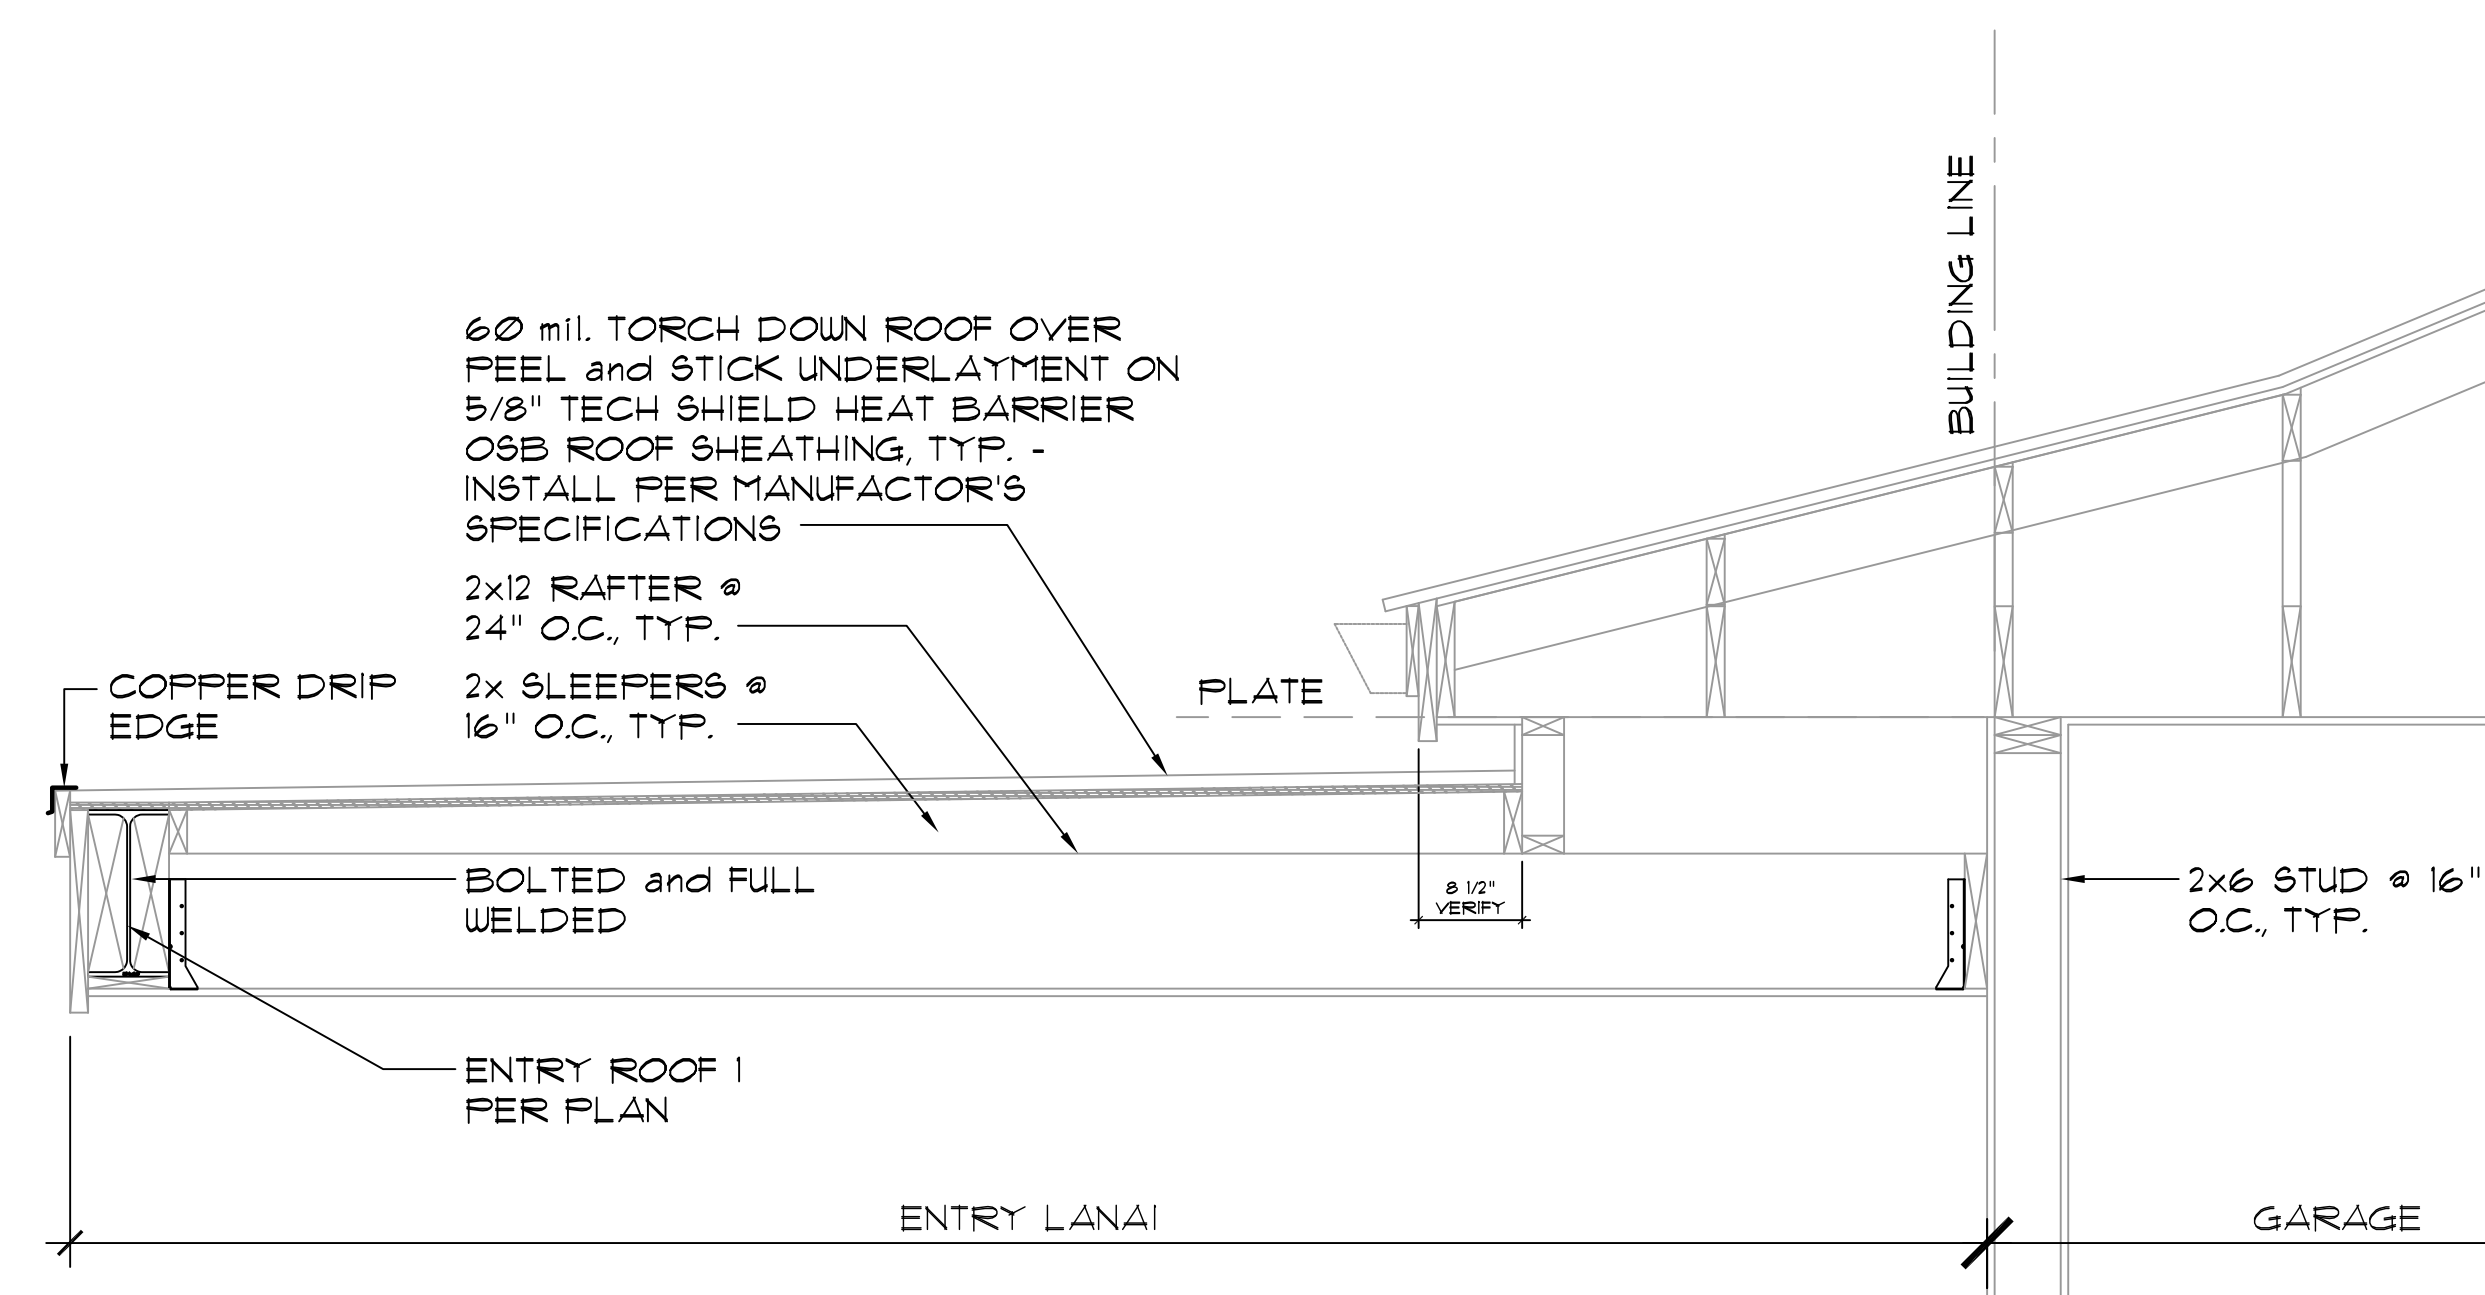 BUILDING LINE
60 mil. TORCH DOWN ROOF OVER
PEEL and STICK UNDERLAYMENT ON
5/8" TECH SHIELD HEAT BARRIER
OSB ROOF SHEATHING, TYP. -
INSTALL PER MANUFACTOR'S
SPECIFICATIONS
2x12 RAFTER @
24" O.C., TYP.
COPPER DRIP
EDGE
2x SLEEPERS @
16" O.C., TYP.
PLATE
BOLTED and FULL
WELDED
8 1/2"
VERIFY
2x6 STUD @ 16"
O.C., TYP.
ENTRY ROOF 1
PER PLAN
ENTRY LANAI
GARAGE